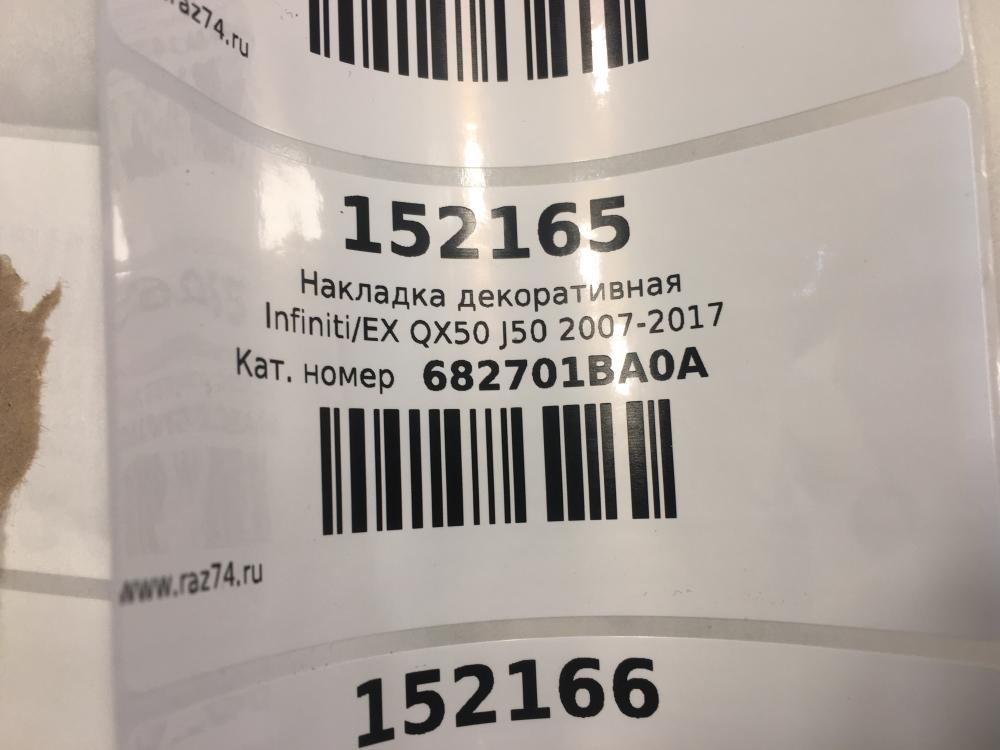 raz74.ru
152165
Накладка декоративная
Infiniti/EX QX50 J50 2007-2017
Кат. номер 682701BA0A
www.raz74.ru
152166